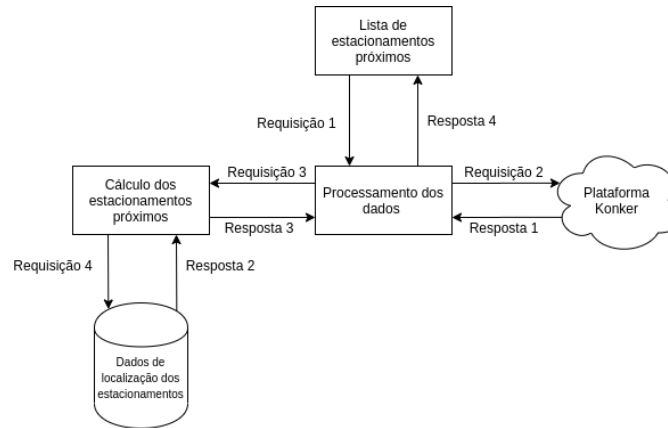 Lista de
estacionamentos
próximos
Requisição 1
Resposta 4
Cálculo dos
estacionamentos
próximos
Requisição 3
Resposta 3
Processamento dos
dados
Requisição 2
Resposta 1
Plataforma
Konker
Requisição 4
Resposta 2
Dados de
localização dos
estacionamentos